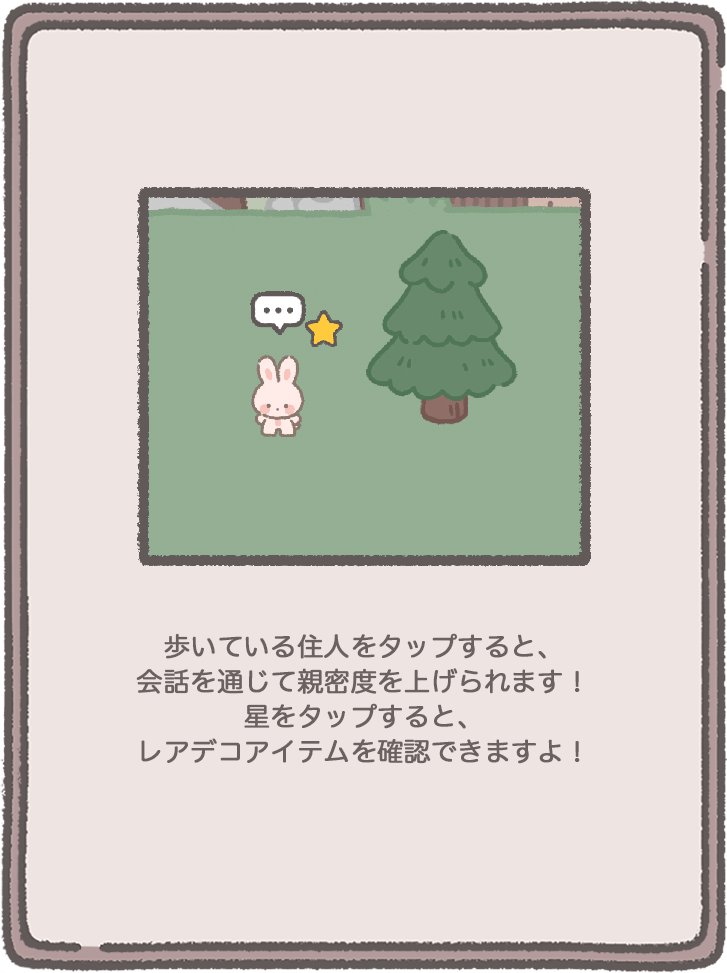 歩いている住人をタップすると、
会話を通じて親密度を上げられます！
星をタップすると、
レアデコアイテムを確認できますよ！